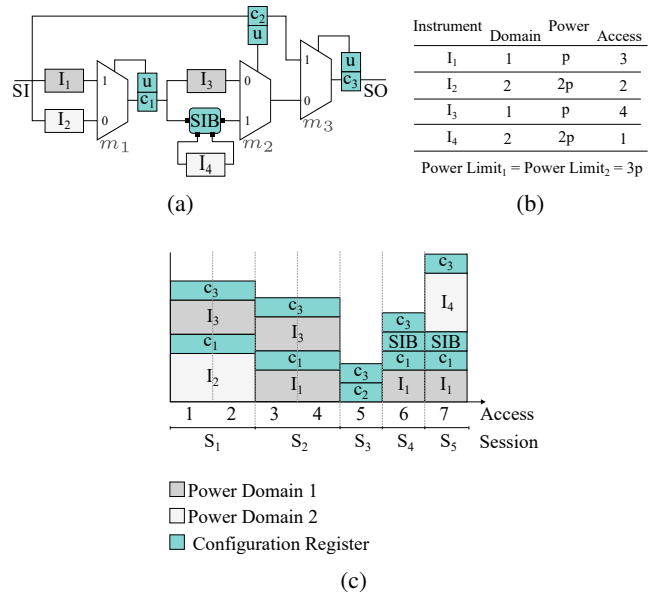 c₂
u
SI
I₁
I₂
1
0
m₁
u
c₁
I₃
SIB
I₄
0
1
m₂
1
0
m₃
u
c₃
SO
(a)
Instrument Domain Power Access
I₁ 1 p 3
I₂ 2 2p 2
I₃ 1 p 4
I₄ 2 2p 1
Power Limit₁ = Power Limit₂ = 3p
(b)
c₃
I₃
c₁
I₂
c₃
I₃
c₁
I₁
c₃
c₂
c₃
SIB
c₁
I₁
c₃
I₄
SIB
c₁
I₁
1 2 3 4 5 6 7 Access
S₁ S₂ S₃ S₄ S₅ Session
Power Domain 1
Power Domain 2
Configuration Register
(c)